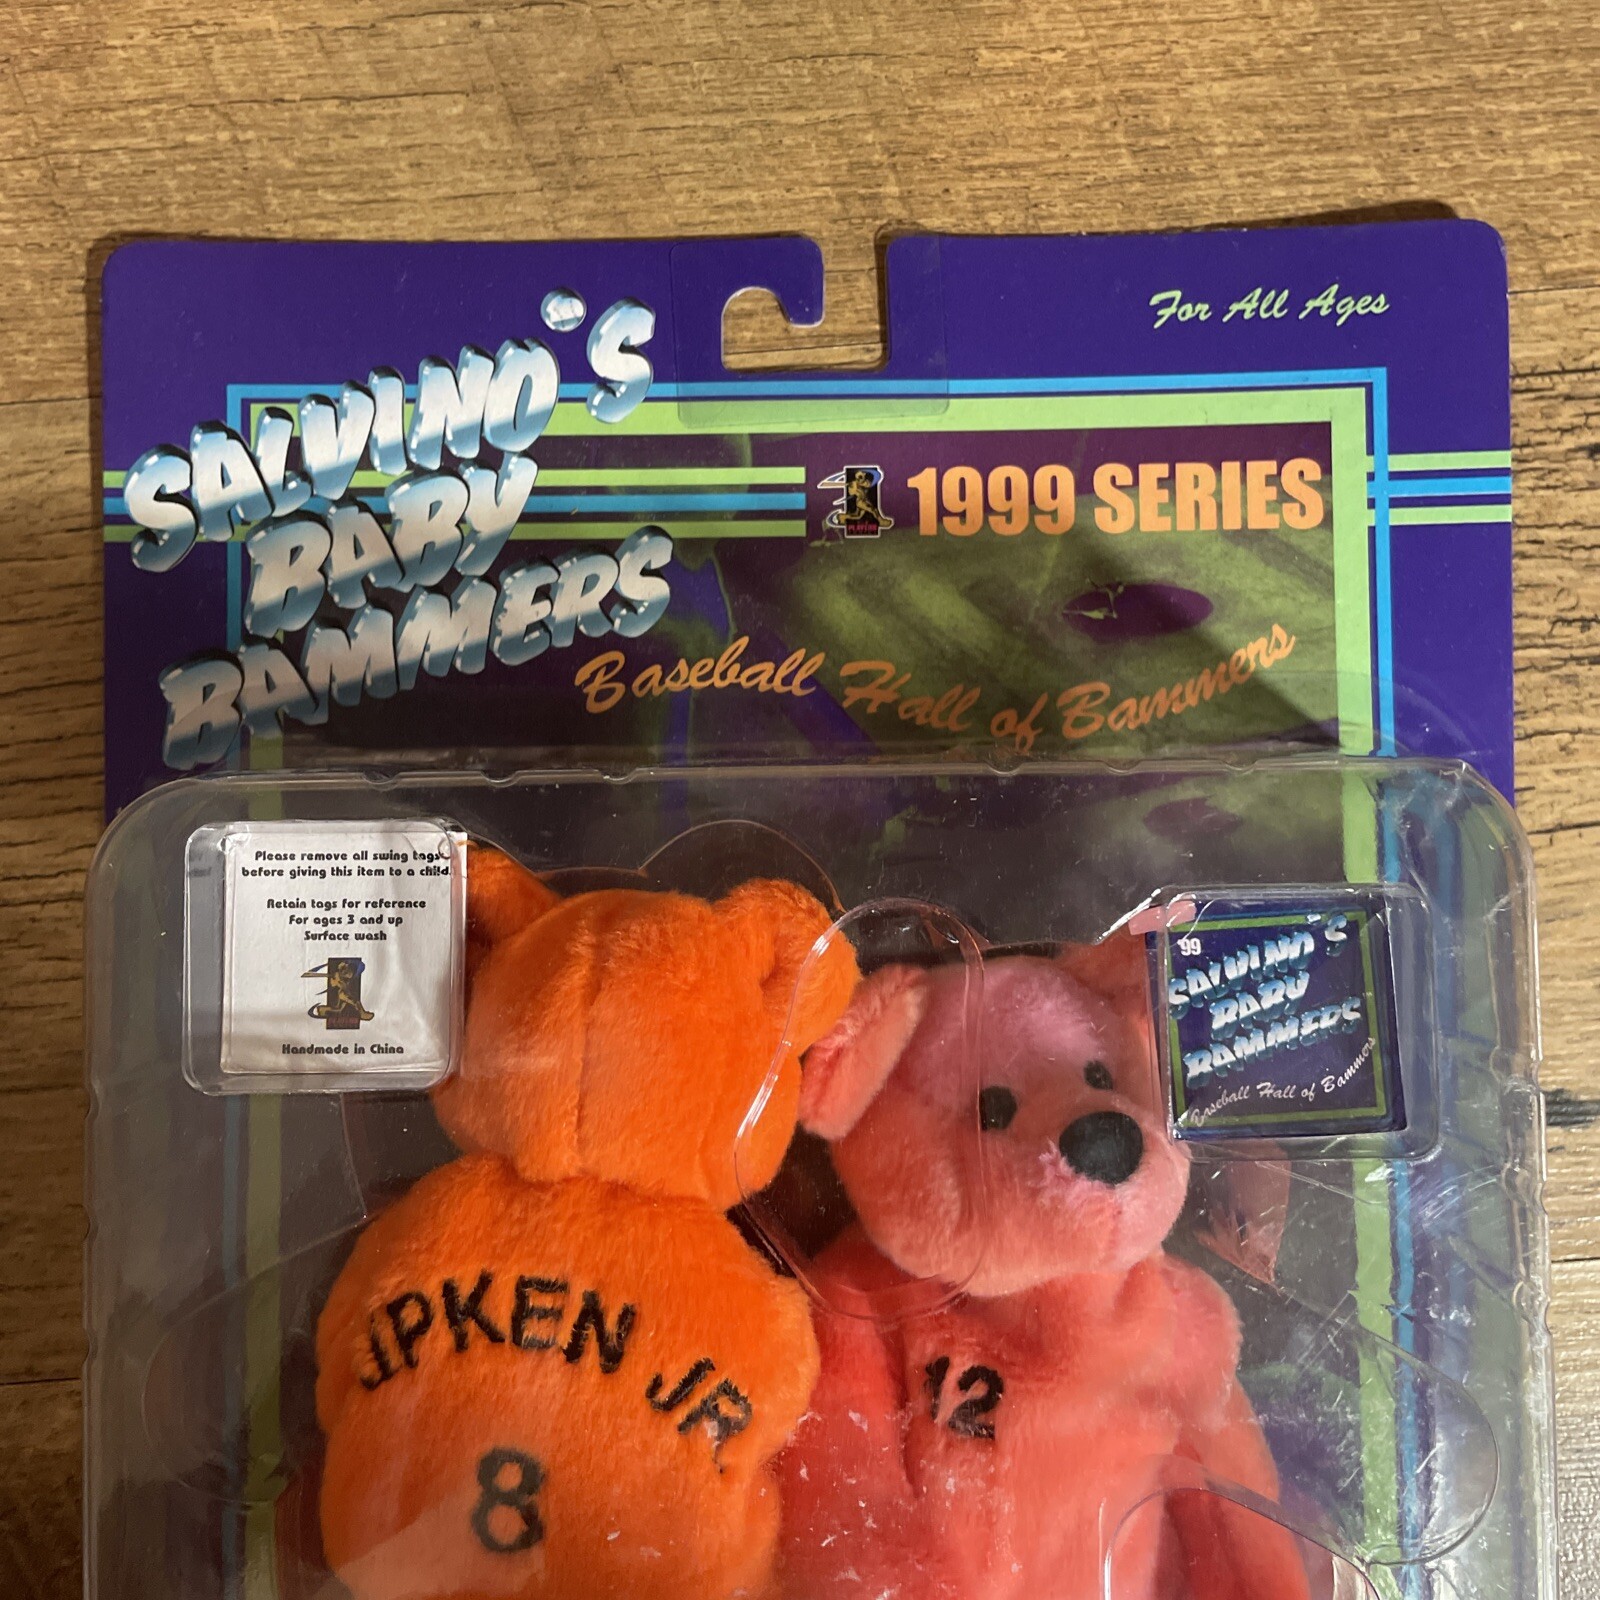 For All Ages
SALVINO'S
BABY
BAMMERS
1999 SERIES
Baseball Hall of Bammers
Please remove all swing tags
before giving this item to a child.
Retain tags for reference
For ages 3 and up
Surface wash
PLAYERS
Handmade in China
'99
SALVINO'S
BABY
BAMMERS
Baseball Hall of Bammers
IPKEN JR
8
12